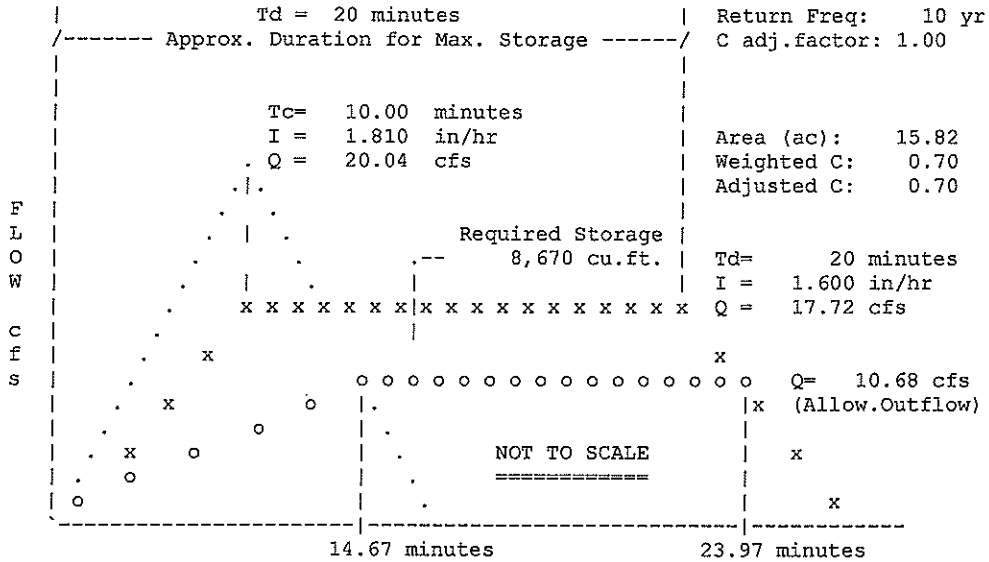 Td = 20 minutes
Return Freq: 10 yr
/------- Approx. Duration for Max. Storage ------/
C adj.factor: 1.00
Tc= 10.00 minutes
I = 1.810 in/hr
Q = 20.04 cfs
Area (ac): 15.82
Weighted C: 0.70
Adjusted C: 0.70
FLOW cfs
Required Storage
8,670 cu.ft.
Td= 20 minutes
I = 1.600 in/hr
x x x x x x x x x x x x x x x x x x Q = 17.72 cfs
x x
o o o o o o o o o o o o o o o o Q= 10.68 cfs
x o x (Allow.Outflow)
o
x o NOT TO SCALE x
============
o
o x
14.67 minutes 23.97 minutes